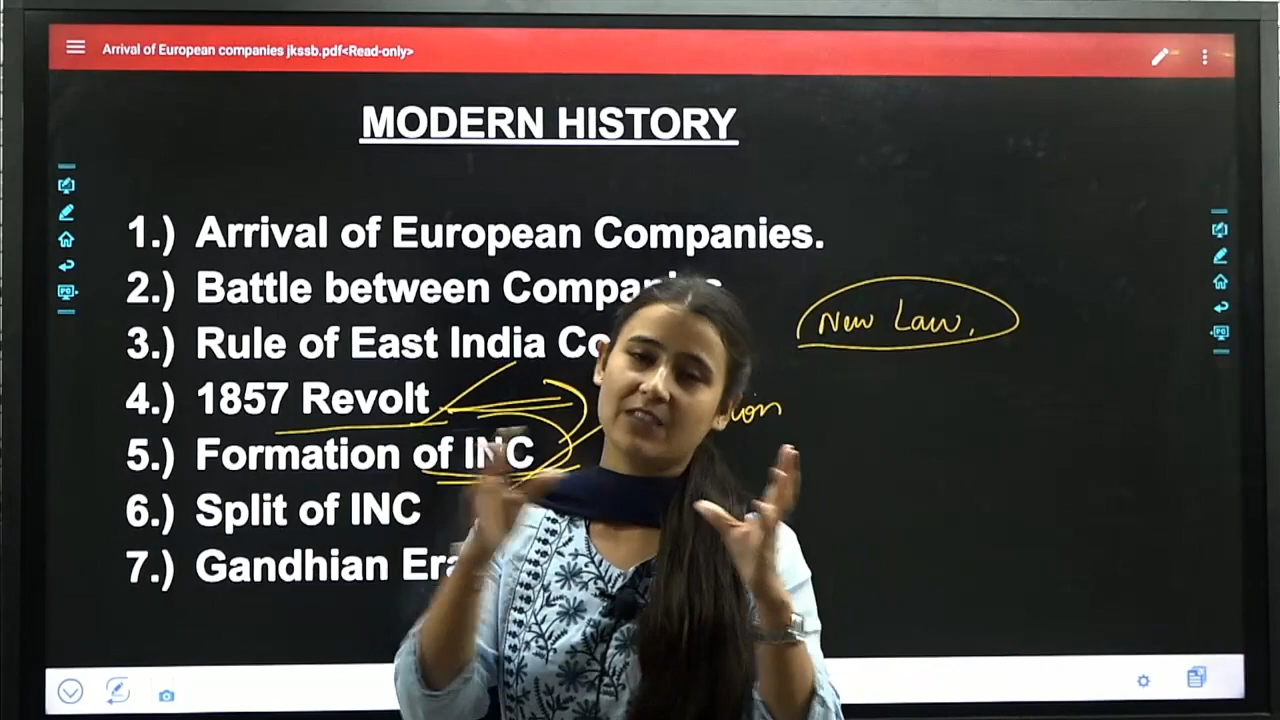 Arrival of European companies jkssb.pdf<Read-only>
MODERN HISTORY
1.) Arrival of European Companies.
2.) Battle between Companies
New Law.
3.) Rule of East India Co
4.) 1857 Revolt
5.) Formation of INC
6.) Split of INC
7.) Gandhian Era